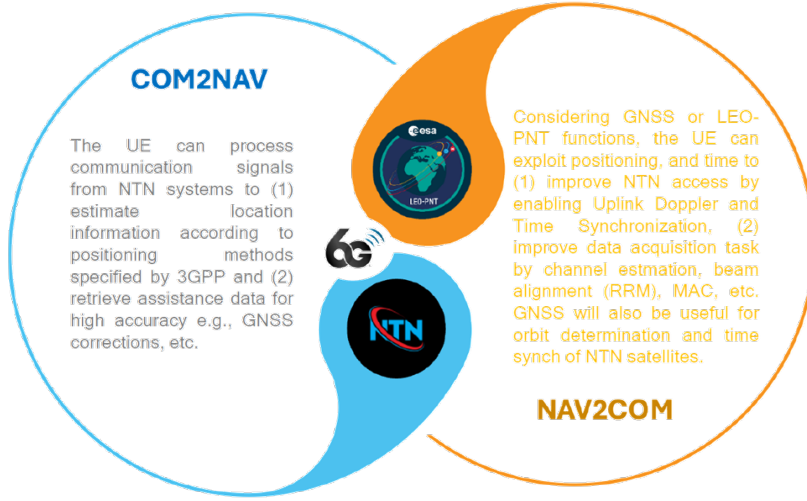 COM2NAV
The UE can process
communication signals
from NTN systems to (1)
estimate location
information according to
positioning methods
specified by 3GPP and (2)
retrieve assistance data for
high accuracy e.g., GNSS
corrections, etc.
esa
LEO-PNT
6G
NTN
Considering GNSS or LEO-
PNT functions, the UE can
exploit positioning, and time to
(1) improve NTN access by
enabling Uplink Doppler and
Time Synchronization, (2)
improve data acquisition task
by channel estmation, beam
alignment (RRM), MAC, etc.
GNSS will also be useful for
orbit determination and time
synch of NTN satellites.
NAV2COM